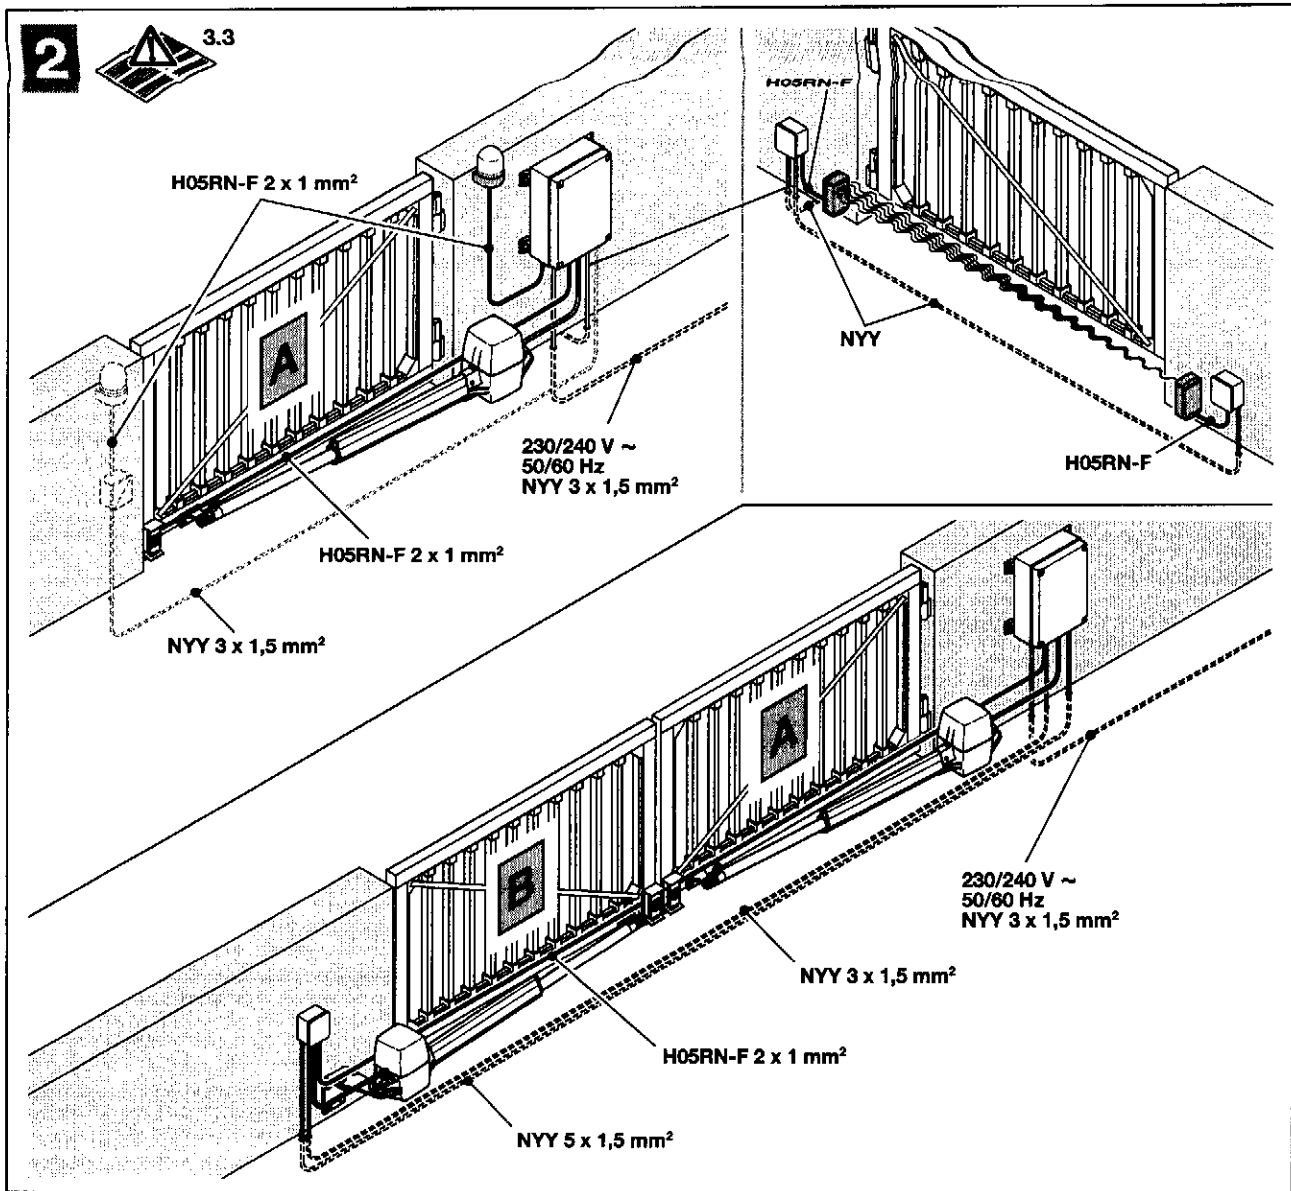 2
3.3
H05RN-F 2 x 1 mm²
A
230/240 V ~
50/60 Hz
NYY 3 x 1,5 mm²
H05RN-F 2 x 1 mm²
NYY 3 x 1,5 mm²
H05RN-F
NYY
H05RN-F
A
B
230/240 V ~
50/60 Hz
NYY 3 x 1,5 mm²
NYY 3 x 1,5 mm²
H05RN-F 2 x 1 mm²
NYY 5 x 1,5 mm²